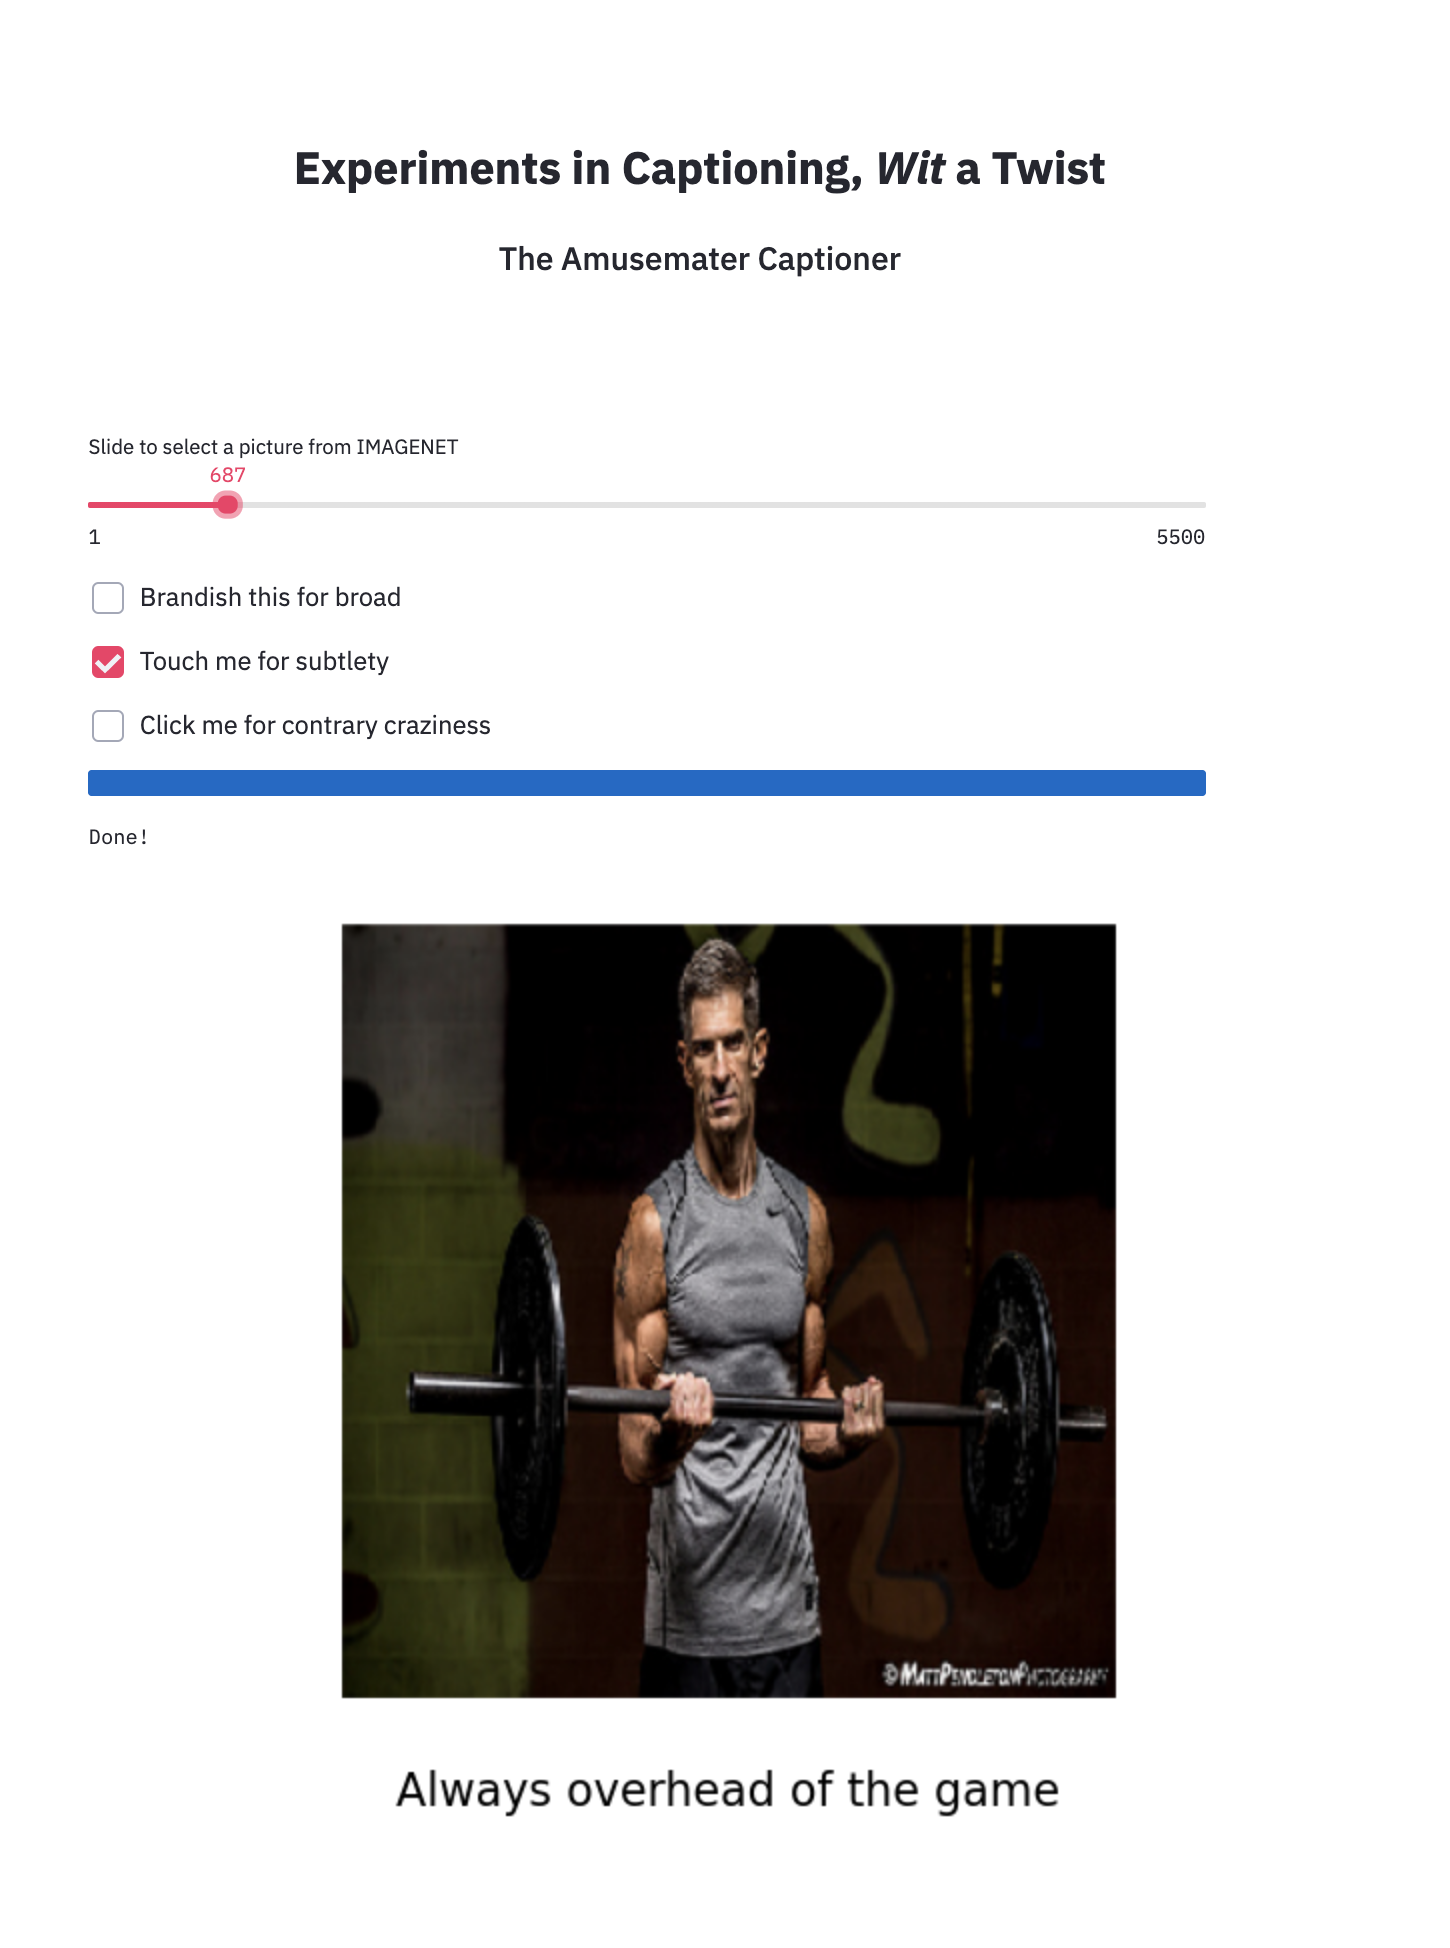 Experiments in Captioning, Wit a Twist
The Amusemater Captioner
Slide to select a picture from IMAGENET
687
1 5500
Brandish this for broad
Touch me for subtlety
Click me for contrary craziness
Done!
©MATTPENDLETONPHOTOGRAPHY
Always overhead of the game